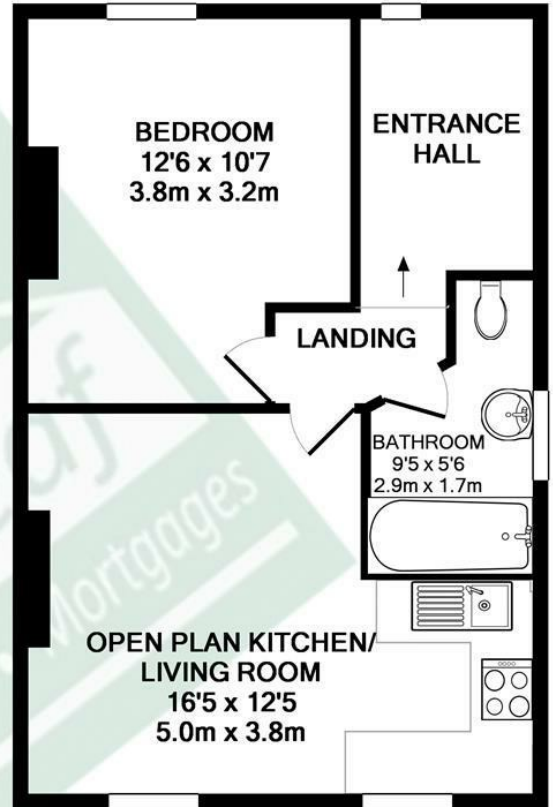 BEDROOM
12'6 x 10'7
3.8m x 3.2m
ENTRANCE
HALL
LANDING
BATHROOM
9'5 x 5'6
2.9m x 1.7m
Mortgages
OPEN PLAN KITCHEN/
LIVING ROOM
16'5 x 12'5
5.0m x 3.8m